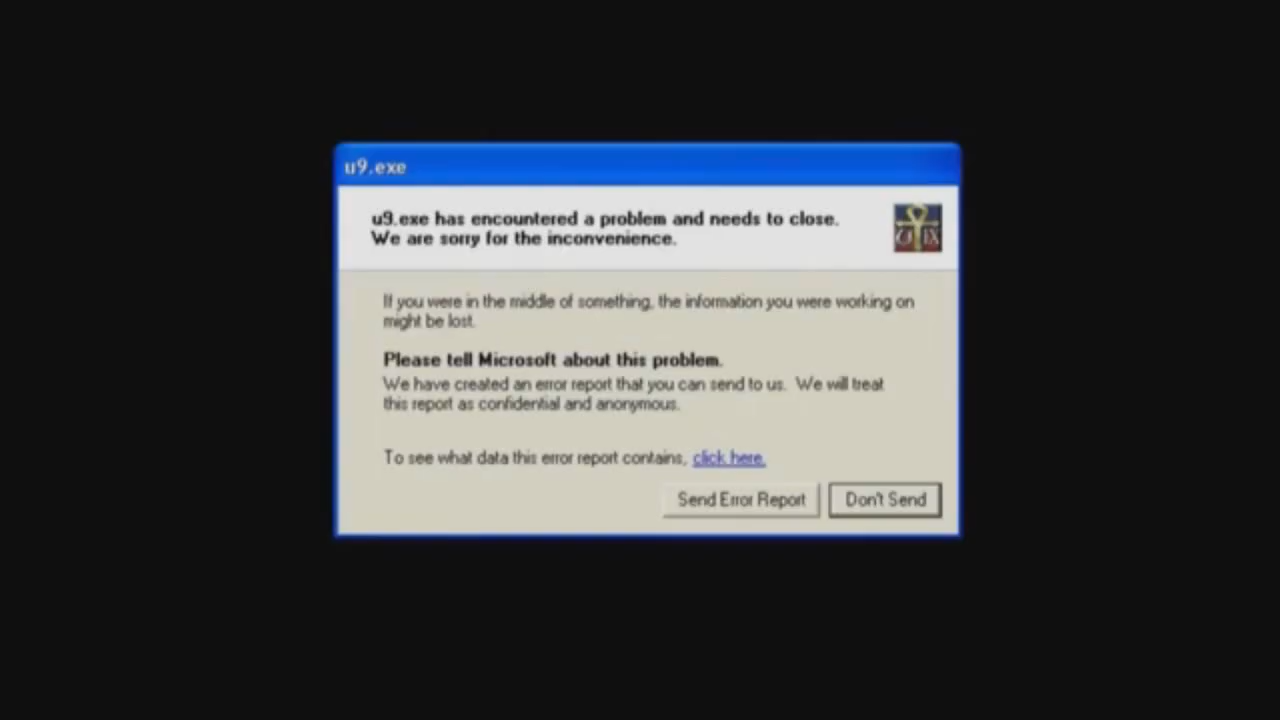 u9.exe
u9.exe has encountered a problem and needs to close.
We are sorry for the inconvenience.
U IX
If you were in the middle of something, the information you were working on
might be lost.
Please tell Microsoft about this problem.
We have created an error report that you can send to us. We will treat
this report as confidential and anonymous.
To see what data this error report contains, click here.
Send Error Report
Don't Send